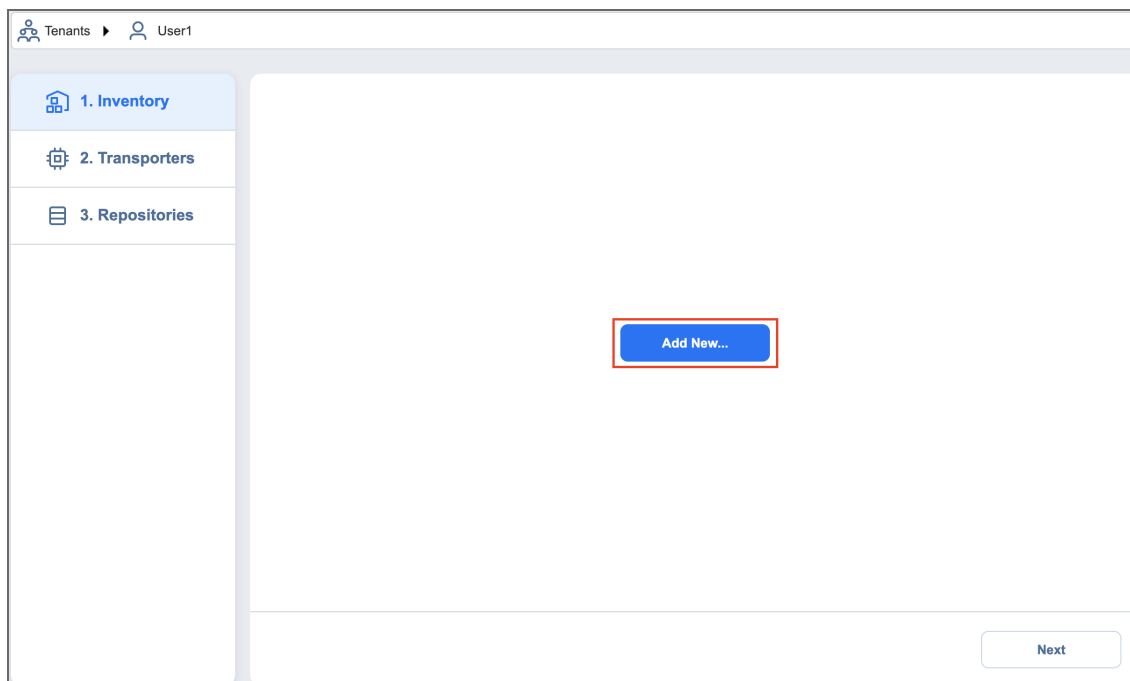 Tenants User1
1. Inventory
2. Transporters
3. Repositories
Add New...
Next